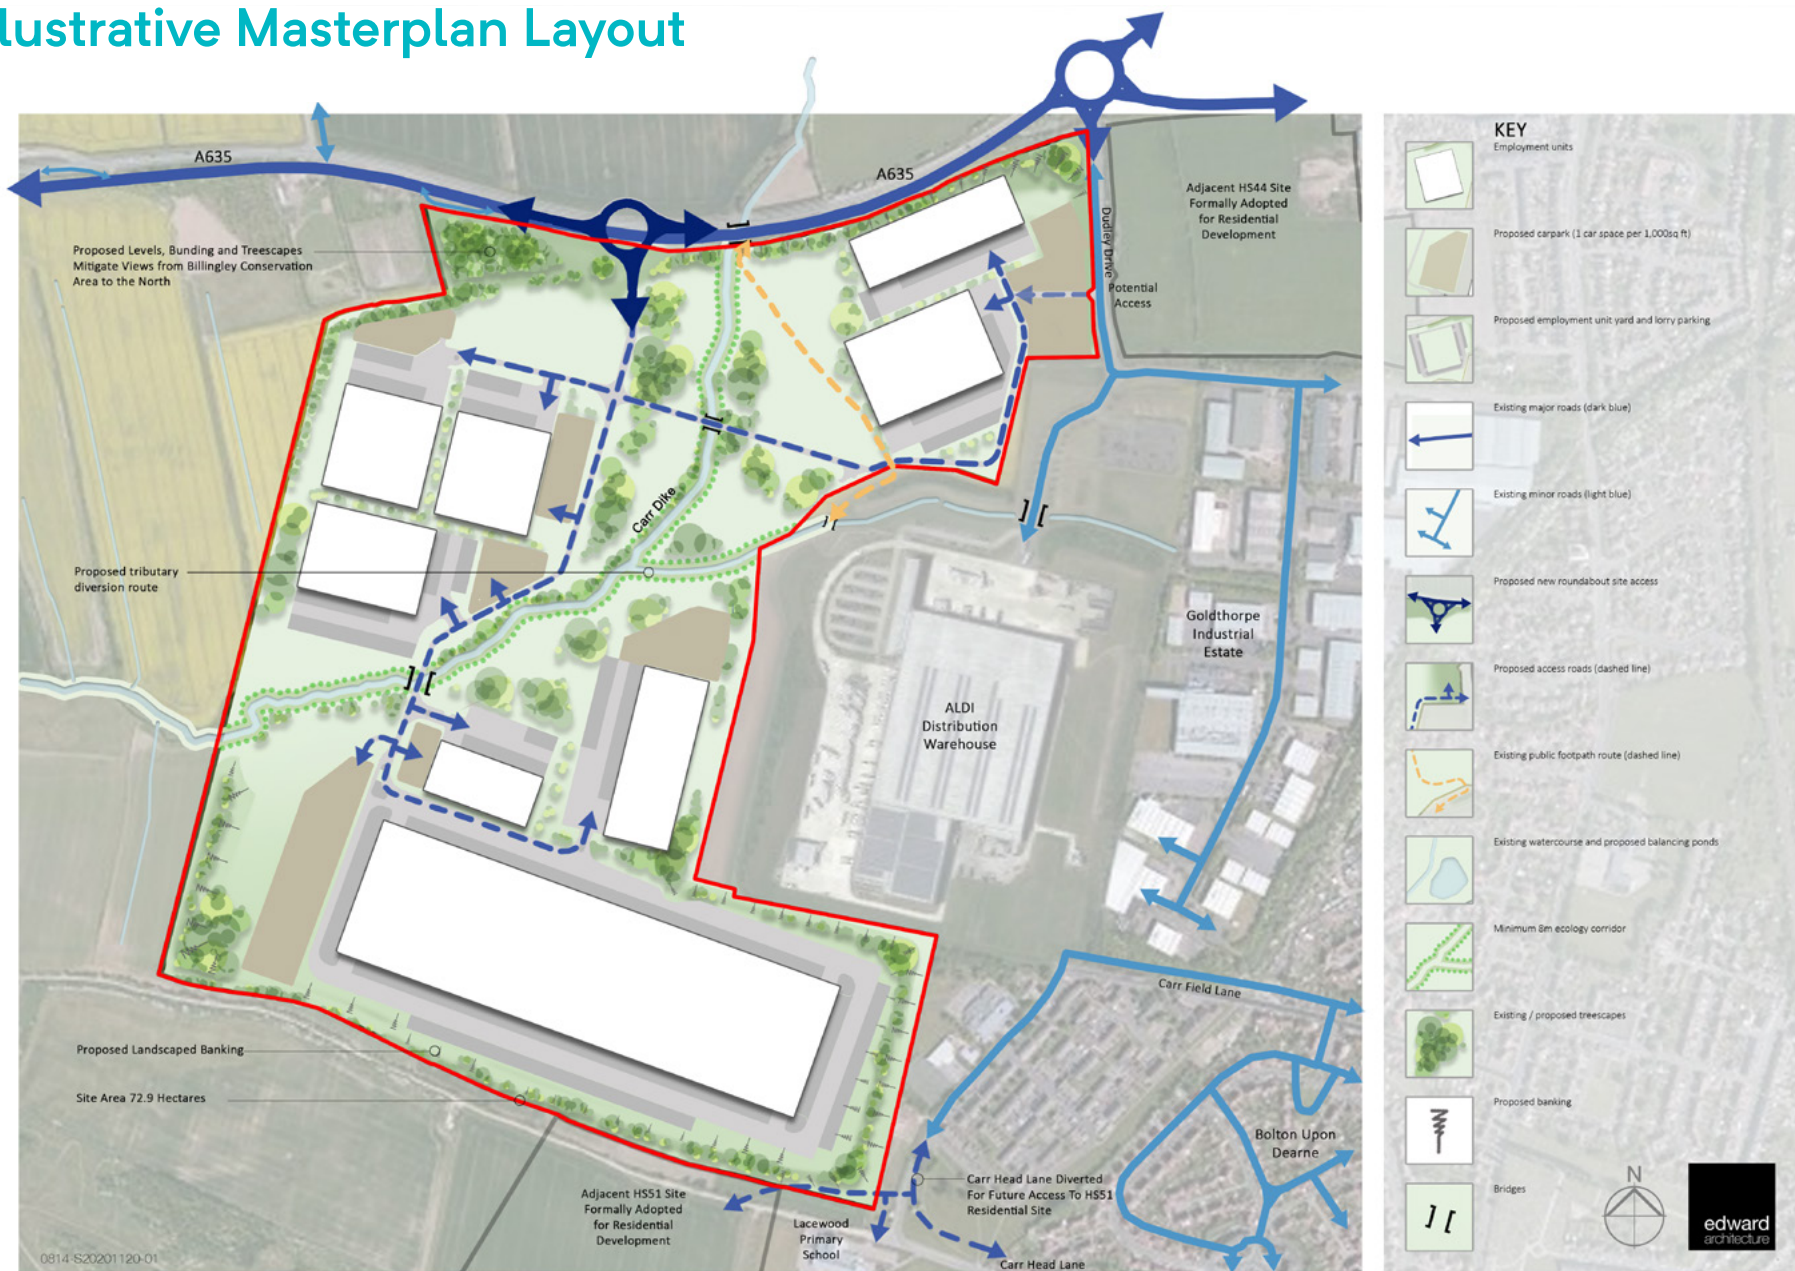 lustrative Masterplan Layout
A635
A635
Adjacent HS44 Site
Formally Adopted
for Residential
Development
Dudley Drive
Potential
Access
Proposed Levels, Bunding and Treescapes
Mitigate Views from Billingley Conservation
Area to the North
Carr Dike
Proposed tributary
diversion route
Goldthorpe
Industrial
Estate
ALDI
Distribution
Warehouse
Carr Field Lane
Proposed Landscaped Banking
Site Area 72.9 Hectares
Bolton Upon
Dearne
Carr Head Lane Diverted
For Future Access To HS51
Residential Site
Adjacent HS51 Site
Formally Adopted
for Residential
Development
Lacewood
Primary
School
Carr Head Lane
0814-S20201120-01
KEY
Employment units
Proposed carpark (1 car space per 1,000sq ft)
Proposed employment unit yard and lorry parking
Existing major roads (dark blue)
Existing minor roads (light blue)
Proposed new roundabout site access
Proposed access roads (dashed line)
Existing public footpath route (dashed line)
Existing watercourse and proposed balancing ponds
Minimum 8m ecology corridor
Existing / proposed treescapes
Proposed banking
Bridges
N
edward
architecture